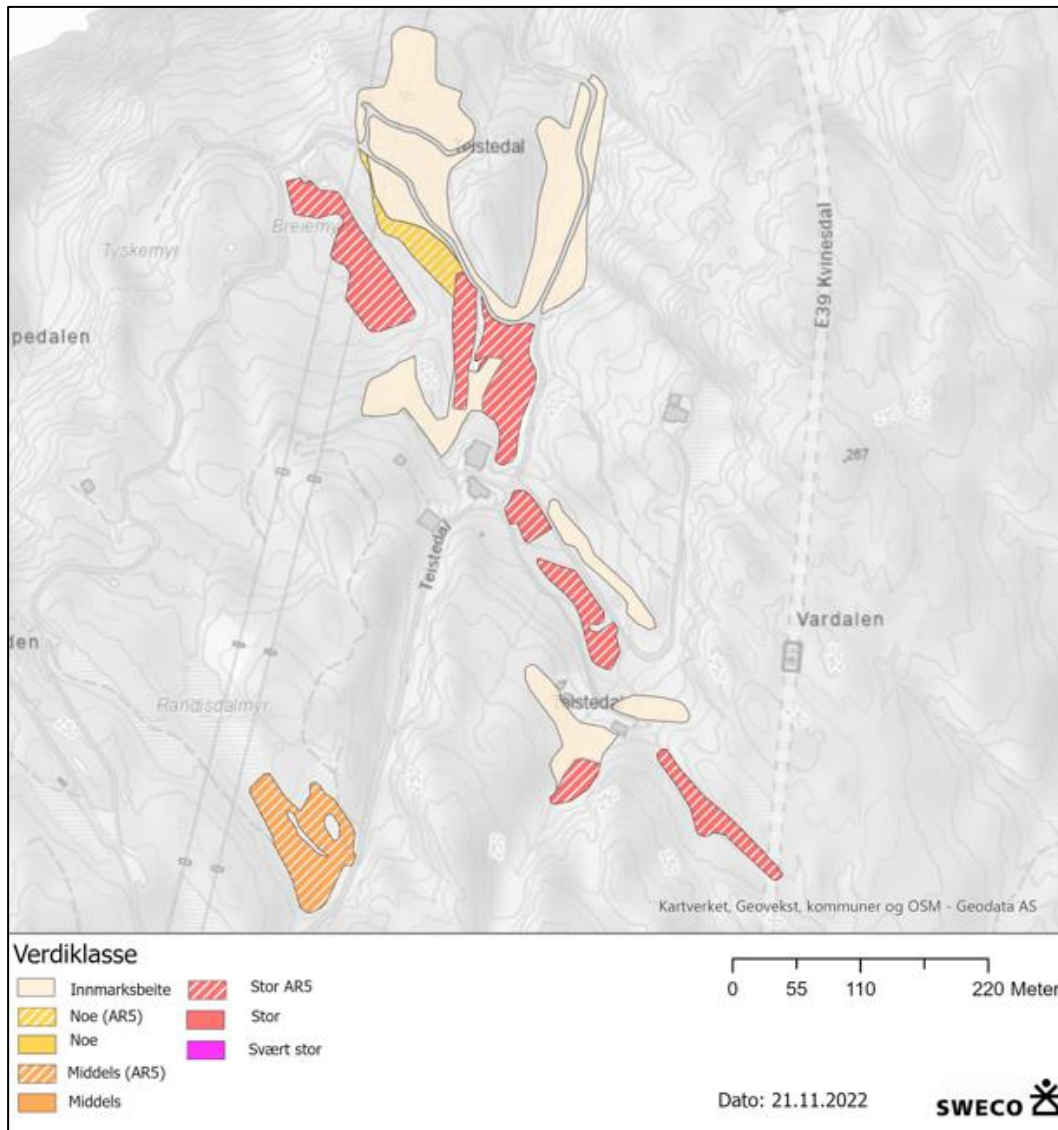 Teistedal
Breiemyr
Tyskemyr
E39 Kvinesdal
pedalen
267
Teistedal
Vardalen
den
Randisdalmyr
Teistedal
Kartverket, Geovekst, kommuner og OSM - Geodata AS
Verdiklasse
Innmarksbeite
Noe (AR5)
Noe
Middels (AR5)
Middels
Stor AR5
Stor
Svært stor
0 55 110 220 Meter
Dato: 21.11.2022
SWECO